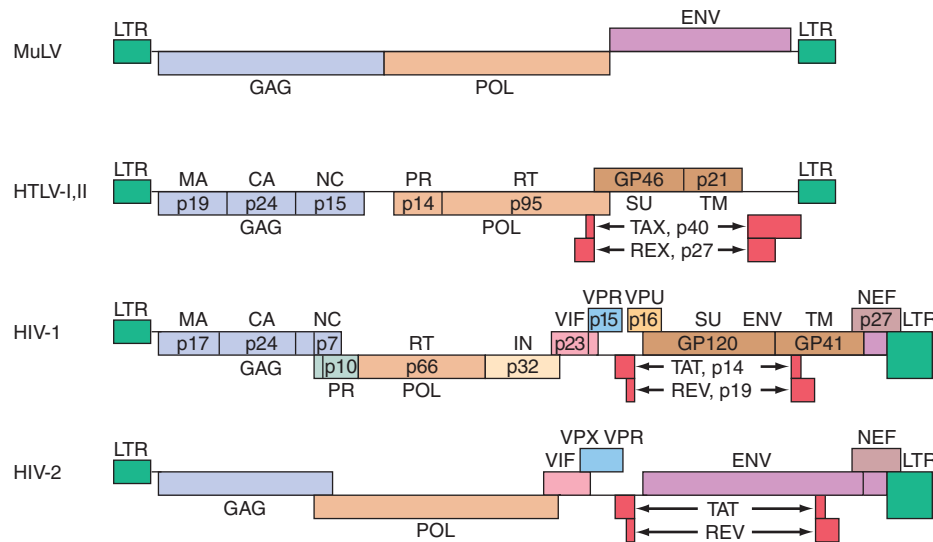 LTR ENV LTR
MuLV
GAG POL
LTR MA CA NC PR RT GP46 p21 LTR
HTLV-I,II p19 p24 p15 p14 p95 SU TM
GAG POL TAX, p40
REX, p27
VPR VPU NEF
LTR MA CA NC VIF p15 p16 SU ENV TM p27 LTR
HIV-1 p17 p24 p7 RT IN p23 GP120 GP41
GAG p10 p66 p32 TAT, p14
PR POL REV, p19
VPX VPR NEF
LTR VIF ENV LTR
HIV-2
GAG TAT
POL REV